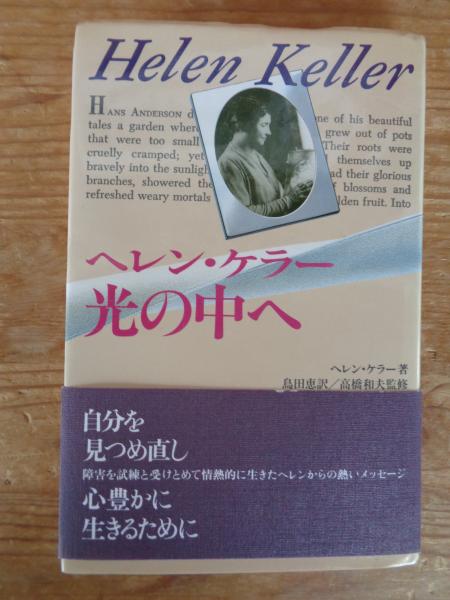 Helen Keller
HANS ANDERSON d ne of his beautiful
tales a garden where grew out of pots
that were too small Their roots were
cruelly cramped; yet themselves up
bravely into the sunligh ad their glorious
branches, showered the f blossoms and
refreshed weary mortals lden fruit. Into
ヘレン・ケラー
光の中へ
ヘレン・ケラー著
島田恵訳／高橋和夫監修
自分を
見つめ直し
障害を試練と受けとめて情熱的に生きたヘレンからの熱いメッセージ
心豊かに
生きるために